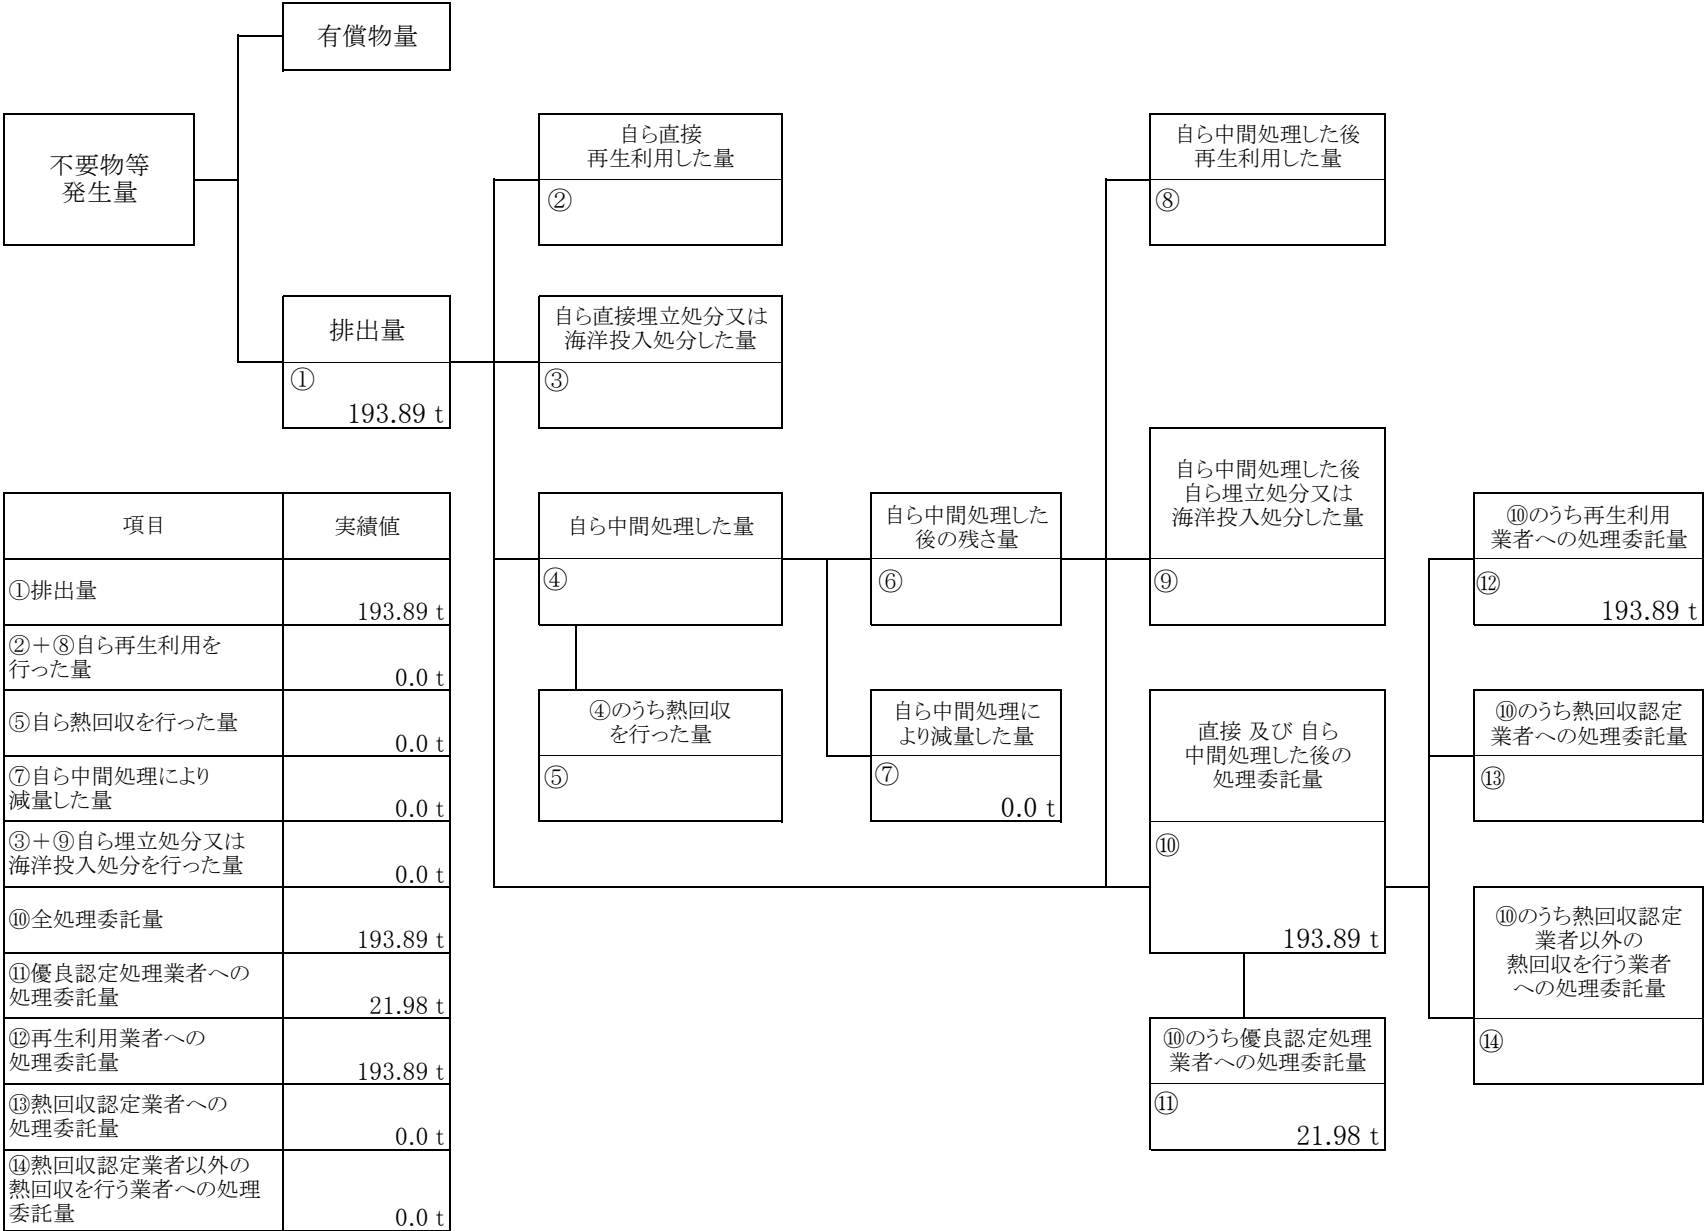 有償物量
不要物等
発生量
自ら直接
再生利用した量
②
自ら中間処理した後
再生利用した量
⑧
排出量
①
193.89 t
自ら直接埋立処分又は
海洋投入処分した量
③
自ら中間処理した量
④
自ら中間処理した
後の残さ量
⑥
自ら中間処理した後
自ら埋立処分又は
海洋投入処分した量
⑨
⑩のうち再生利用
業者への処理委託量
⑫
193.89 t
④のうち熱回収
を行った量
⑤
自ら中間処理に
より減量した量
⑦
0.0 t
直接 及び 自ら
中間処理した後の
処理委託量
⑩
193.89 t
⑩のうち熱回収認定
業者への処理委託量
⑬
⑩のうち熱回収認定
業者以外の
熱回収を行う業者
への処理委託量
⑭
⑩のうち優良認定処理
業者への処理委託量
⑪
21.98 t
項目 実績値
①排出量
193.89 t
②＋⑧自ら再生利用を
行った量
0.0 t
⑤自ら熱回収を行った量
0.0 t
⑦自ら中間処理により
減量した量
0.0 t
③＋⑨自ら埋立処分又は
海洋投入処分を行った量
0.0 t
⑩全処理委託量
193.89 t
⑪優良認定処理業者への
処理委託量
21.98 t
⑫再生利用業者への
処理委託量
193.89 t
⑬熱回収認定業者への
処理委託量
0.0 t
⑭熱回収認定業者以外の
熱回収を行う業者への処理
委託量
0.0 t